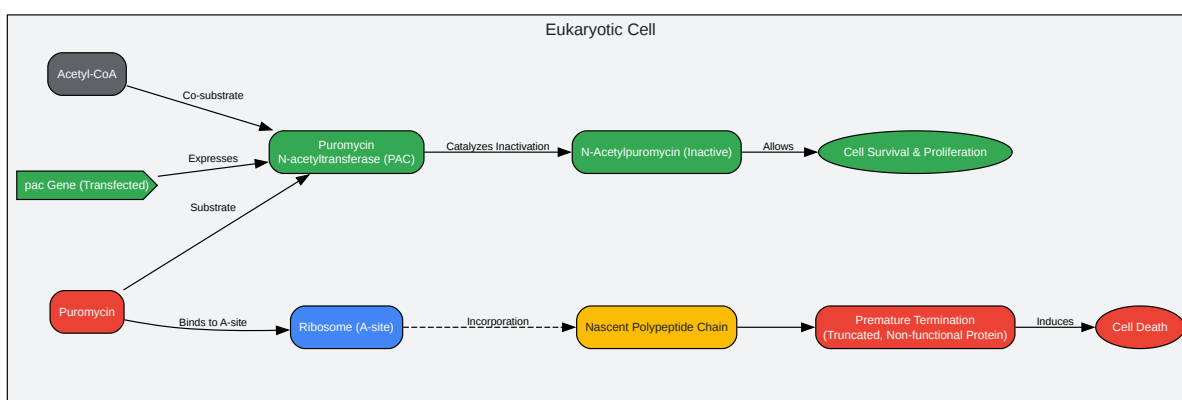 Eukaryotic Cell
Acetyl-CoA
Co-substrate
Puromycin
N-acetyltransferase (PAC)
Catalyzes Inactivation
N-Acetylpuromycin (Inactive)
Allows
Cell Survival & Proliferation
Expresses
pac Gene (Transfected)
Substrate
Puromycin
Binds to A-site
Ribosome (A-site)
Incorporation
Nascent Polypeptide Chain
Premature Termination
(Truncated, Non-functional Protein)
Induces
Cell Death